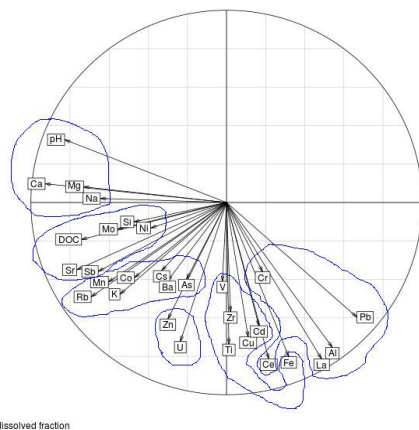 pH
Ca
Mg
Na
Si
Mo
Ni
DOC
Sr
Sb
Mn
Co
Rb
K
Cs
Ba
As
V
Cr
Zn
U
Zr
Ti
Cd
Cu
Ce
Fe
Pb
Al
La
dissolved fraction